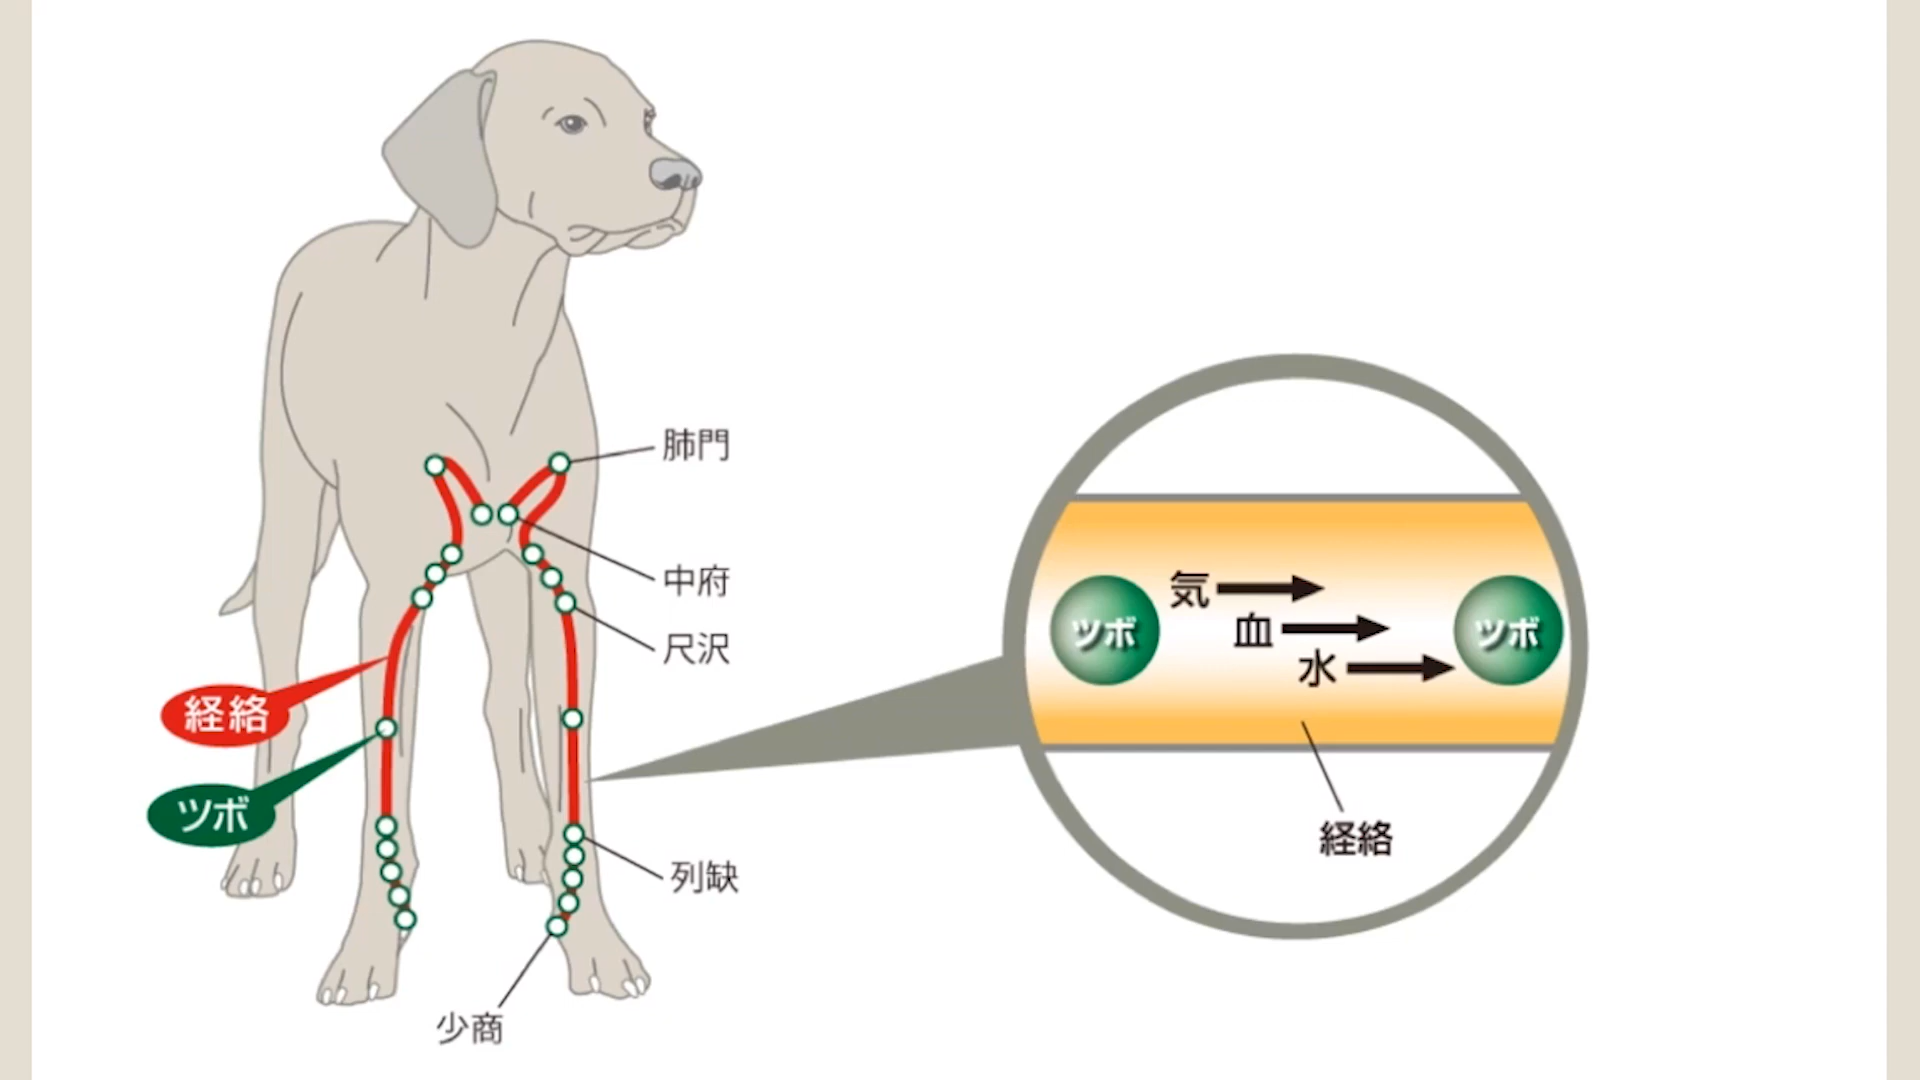 肺門
中府
尺沢
経絡
ツボ
列缺
少商
ツボ
気
血
水
ツボ
経絡